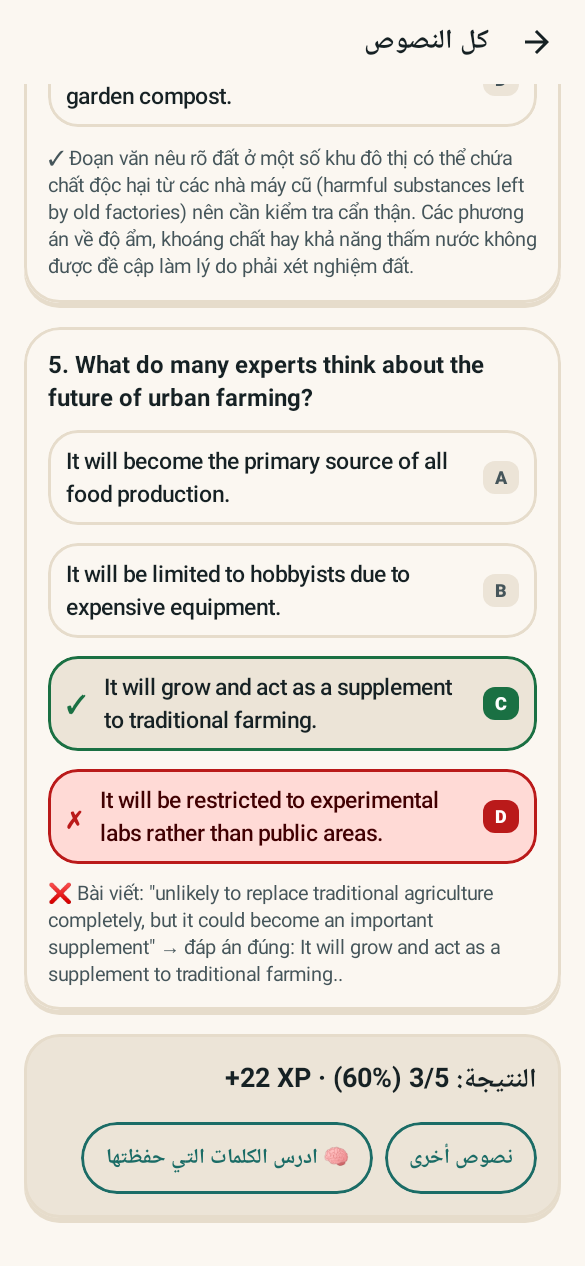 كل النصوص →
garden compost.
✓ Đoạn văn nêu rõ đất ở một số khu đô thị có thể chứa
chất độc hại từ các nhà máy cũ (harmful substances left
by old factories) nên cần kiểm tra cẩn thận. Các phương
án về độ ẩm, khoáng chất hay khả năng thấm nước không
được đề cập làm lý do phải xét nghiệm đất.
5. What do many experts think about the
future of urban farming?
It will become the primary source of all
food production.
A
It will be limited to hobbyists due to
expensive equipment.
B
✓ It will grow and act as a supplement
to traditional farming.
C
✗ It will be restricted to experimental
labs rather than public areas.
D
❌ Bài viết: "unlikely to replace traditional agriculture
completely, but it could become an important
supplement" → đáp án đúng: It will grow and act as a
supplement to traditional farming..
النتيجة: 3/5 (60%) · +22 XP
نصوص أخرى
🧠 ادرس الكلمات التي حفظتها